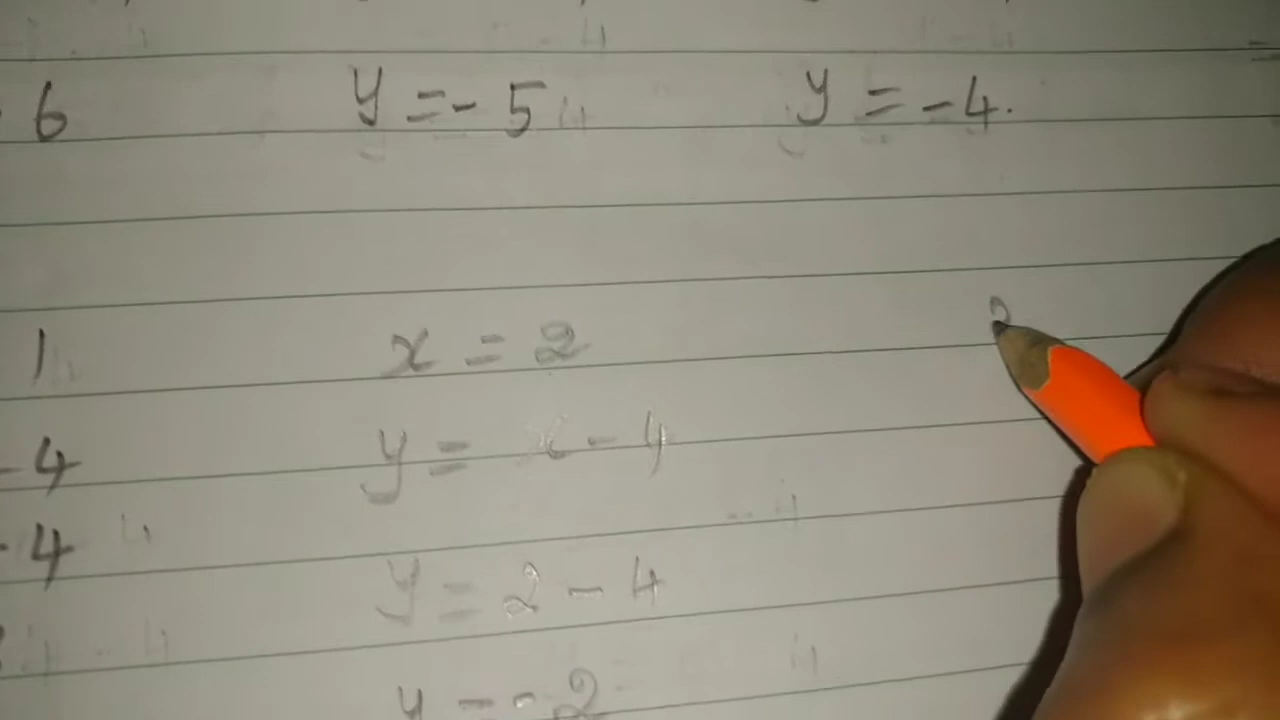 6 y = - 5 y = - 4.
1 x = 2
- 4 y = x - 4
- 4 y = 2 - 4
y = - 2